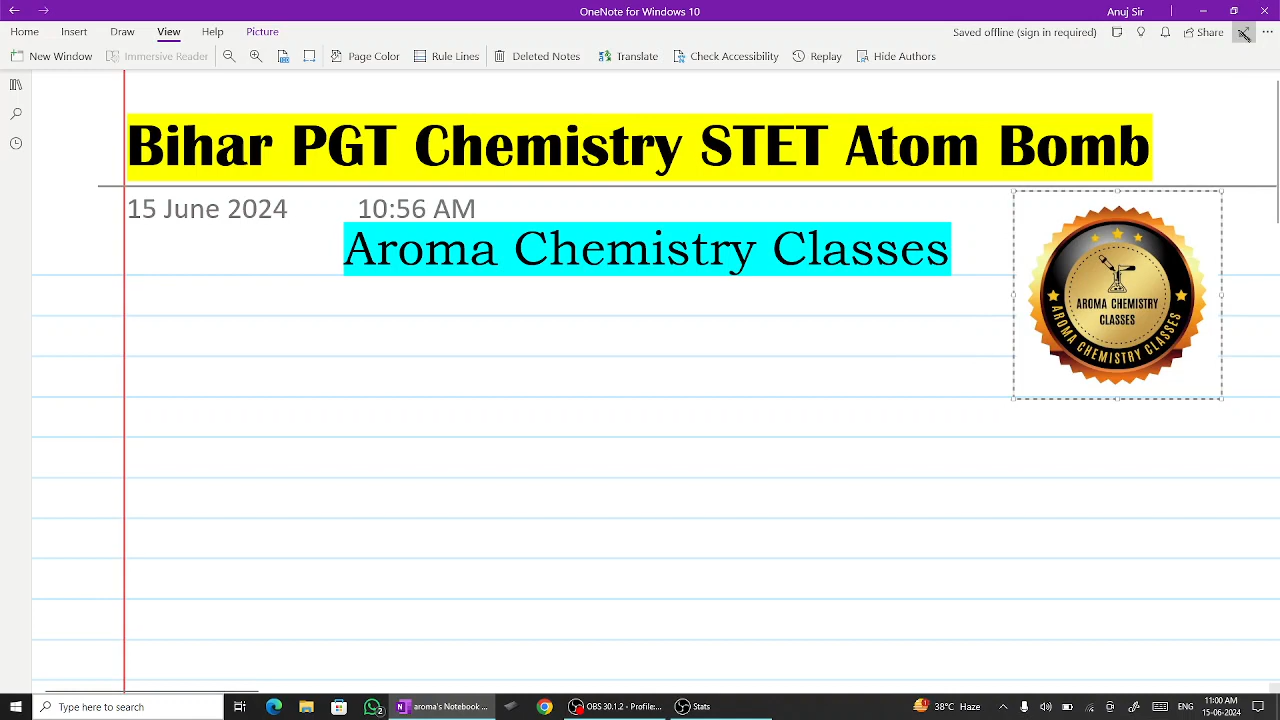 OneNote for Windows 10
Anuj Sir
Home Insert Draw View Help Picture
Saved offline (sign in required)
Share
New Window Immersive Reader Page Color Rule Lines Deleted Notes Translate Check Accessibility Replay Hide Authors
Bihar PGT Chemistry STET Atom Bomb
15 June 2024 10:56 AM
Aroma Chemistry Classes
AROMA CHEMISTRY
CLASSES
AROMA CHEMISTRY CLASSES
Type here to search
2
aroma's Notebook ...
OBS 30.1.2 - Profile:...
Stats
38°C Haze
ENG
11:00 AM
15-06-2024